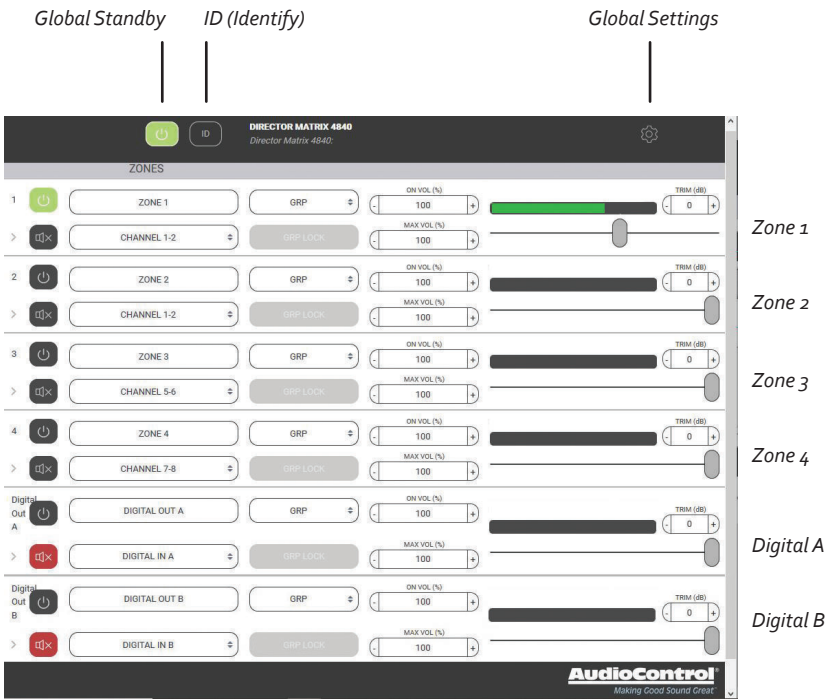 Global Standby ID (Identify) Global Settings
ID DIRECTOR MATRIX 4840
Director Matrix 4840:
ZONES
1 ZONE 1 GRP ON VOL (%) - 100 + TRIM (dB) - 0 +
> CHANNEL 1-2 GRP LOCK MAX VOL (%) - 100 + Zone 1
2 ZONE 2 GRP ON VOL (%) - 100 + TRIM (dB) - 0 +
> CHANNEL 1-2 GRP LOCK MAX VOL (%) - 100 + Zone 2
3 ZONE 3 GRP ON VOL (%) - 100 + TRIM (dB) - 0 +
> CHANNEL 5-6 GRP LOCK MAX VOL (%) - 100 + Zone 3
4 ZONE 4 GRP ON VOL (%) - 100 + TRIM (dB) - 0 +
> CHANNEL 7-8 GRP LOCK MAX VOL (%) - 100 + Zone 4
Digital
Out
A DIGITAL OUT A GRP ON VOL (%) - 100 + TRIM (dB) - 0 +
> DIGITAL IN A GRP LOCK MAX VOL (%) - 100 + Digital A
Digital
Out
B DIGITAL OUT B GRP ON VOL (%) - 100 + TRIM (dB) - 0 +
> DIGITAL IN B GRP LOCK MAX VOL (%) - 100 + Digital B
AudioControl®
Making Good Sound Great™